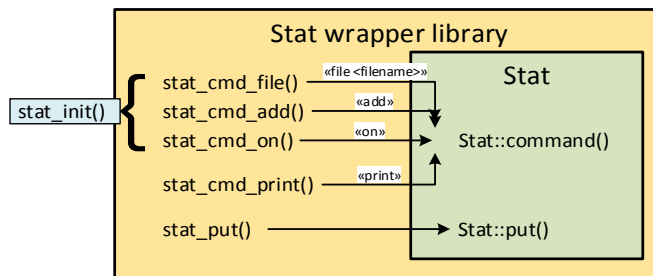 Stat wrapper library
Stat
stat_init()
stat_cmd_file()
«file <filename>»
stat_cmd_add()
«add»
stat_cmd_on()
«on»
Stat::command()
stat_cmd_print()
«print»
stat_put()
Stat::put()